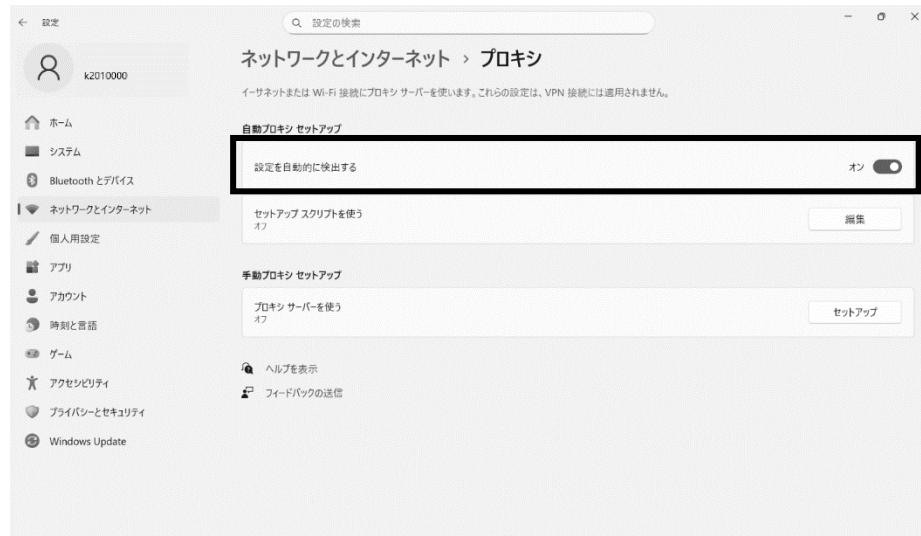 設定
設定の検索
k2010000
ホーム
システム
Bluetooth とデバイス
ネットワークとインターネット
個人用設定
アプリ
アカウント
時刻と言語
ゲーム
アクセシビリティ
プライバシーとセキュリティ
Windows Update
ネットワークとインターネット › プロキシ
イーサネットまたは Wi-Fi 接続にプロキシ サーバーを使います。これらの設定は、VPN 接続には適用されません。
自動プロキシ セットアップ
設定を自動的に検出する オン
セットアップ スクリプトを使う
オフ
編集
手動プロキシ セットアップ
プロキシ サーバーを使う
オフ
セットアップ
ヘルプを表示
フィードバックの送信